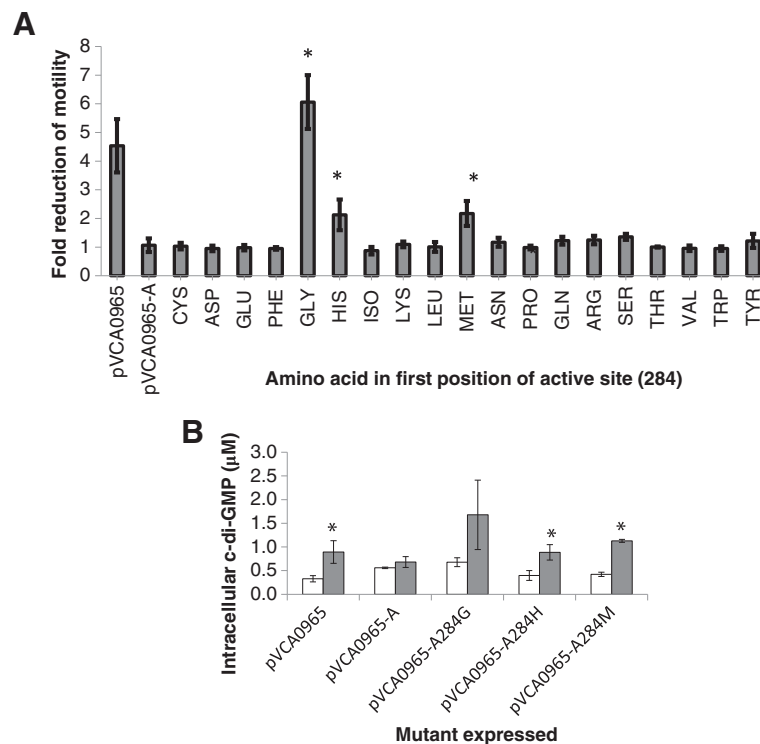 A
Fold reduction of motility
8
7
6
5
4
3
2
1
0
*
*
*
pVCA0965
pVCA0965-A
CYS
ASP
GLU
PHE
GLY
HIS
ISO
LYS
LEU
MET
ASN
PRO
GLN
ARG
SER
THR
VAL
TRP
TYR
Amino acid in first position of active site (284)
B
Intracellular c-di-GMP (μM)
3.0
2.5
2.0
1.5
1.0
0.5
0.0
*
*
*
pVCA0965
pVCA0965-A
pVCA0965-A284G
pVCA0965-A284H
pVCA0965-A284M
Mutant expressed